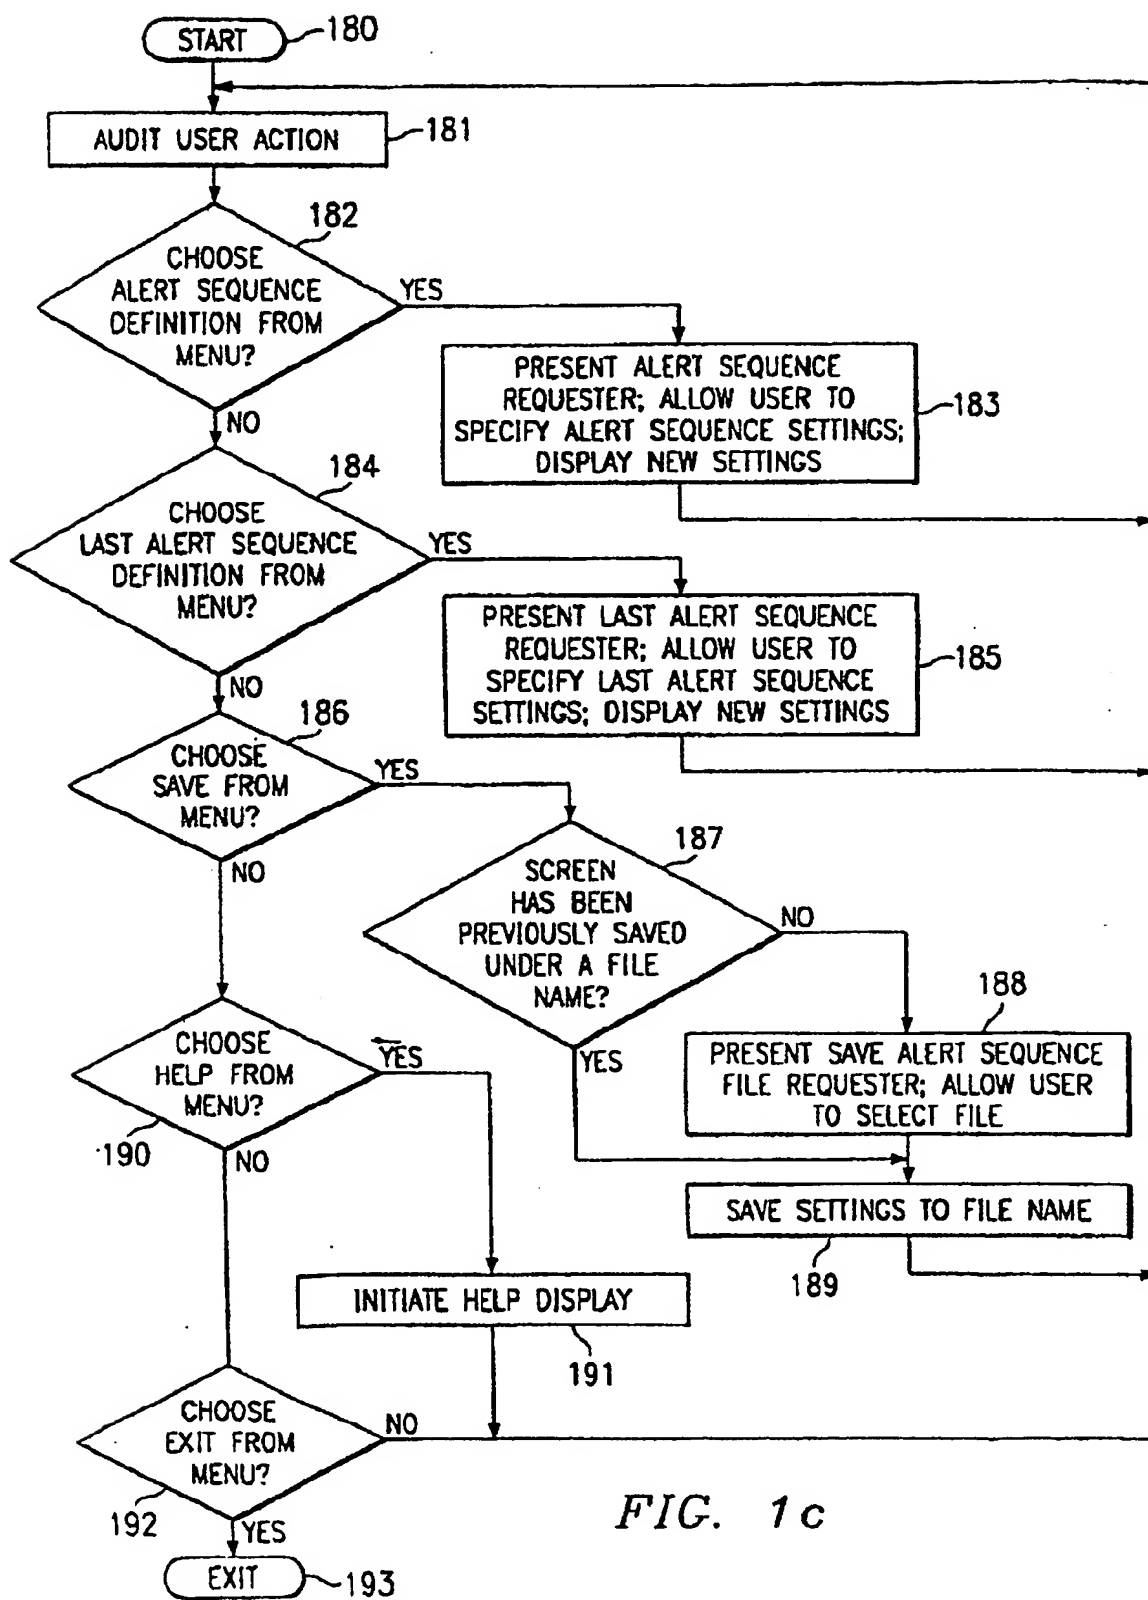 START
180
AUDIT USER ACTION
181
182
CHOOSE
ALERT SEQUENCE
DEFINITION FROM
MENU?
YES
NO
PRESENT ALERT SEQUENCE
REQUESTER; ALLOW USER TO
SPECIFY ALERT SEQUENCE SETTINGS;
DISPLAY NEW SETTINGS
183
184
CHOOSE
LAST ALERT SEQUENCE
DEFINITION FROM
MENU?
YES
NO
PRESENT LAST ALERT SEQUENCE
REQUESTER; ALLOW USER TO
SPECIFY LAST ALERT SEQUENCE
SETTINGS; DISPLAY NEW SETTINGS
185
186
CHOOSE
SAVE FROM
MENU?
YES
NO
187
SCREEN
HAS BEEN
PREVIOUSLY SAVED
UNDER A FILE
NAME?
NO
YES
188
PRESENT SAVE ALERT SEQUENCE
FILE REQUESTER; ALLOW USER
TO SELECT FILE
SAVE SETTINGS TO FILE NAME
189
CHOOSE
HELP FROM
MENU?
YES
190
NO
INITIATE HELP DISPLAY
191
CHOOSE
EXIT FROM
MENU?
NO
192
YES
EXIT
193
FIG. 1c